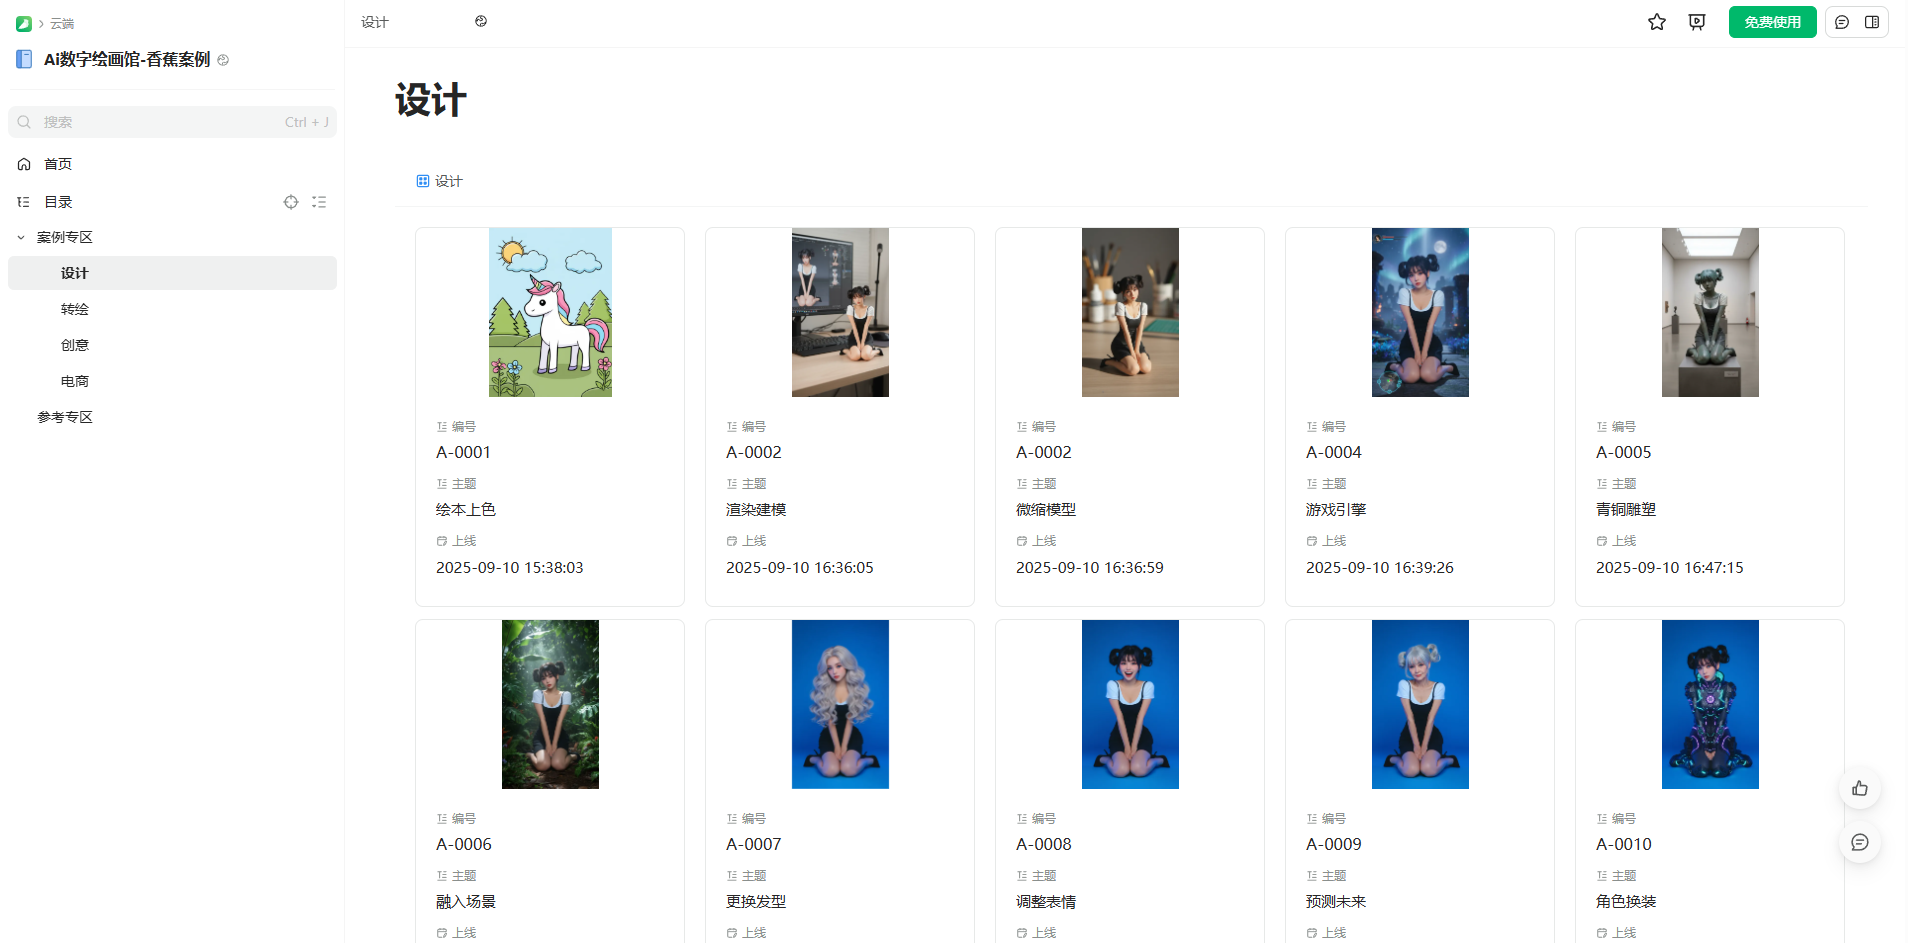 云端
Ai数字绘画馆-香蕉案例
搜索 Ctrl + J
首页
目录
案例专区
设计
转绘
创意
电商
参考专区
设计
免费使用
设计
设计
编号
A-0001
主题
绘本上色
上线
2025-09-10 15:38:03
编号
A-0002
主题
渲染建模
上线
2025-09-10 16:36:05
编号
A-0002
主题
微缩模型
上线
2025-09-10 16:36:59
编号
A-0004
主题
游戏引擎
上线
2025-09-10 16:39:26
编号
A-0005
主题
青铜雕塑
上线
2025-09-10 16:47:15
编号
A-0006
主题
融入场景
上线
编号
A-0007
主题
更换发型
上线
编号
A-0008
主题
调整表情
上线
编号
A-0009
主题
预测未来
上线
编号
A-0010
主题
角色换装
上线